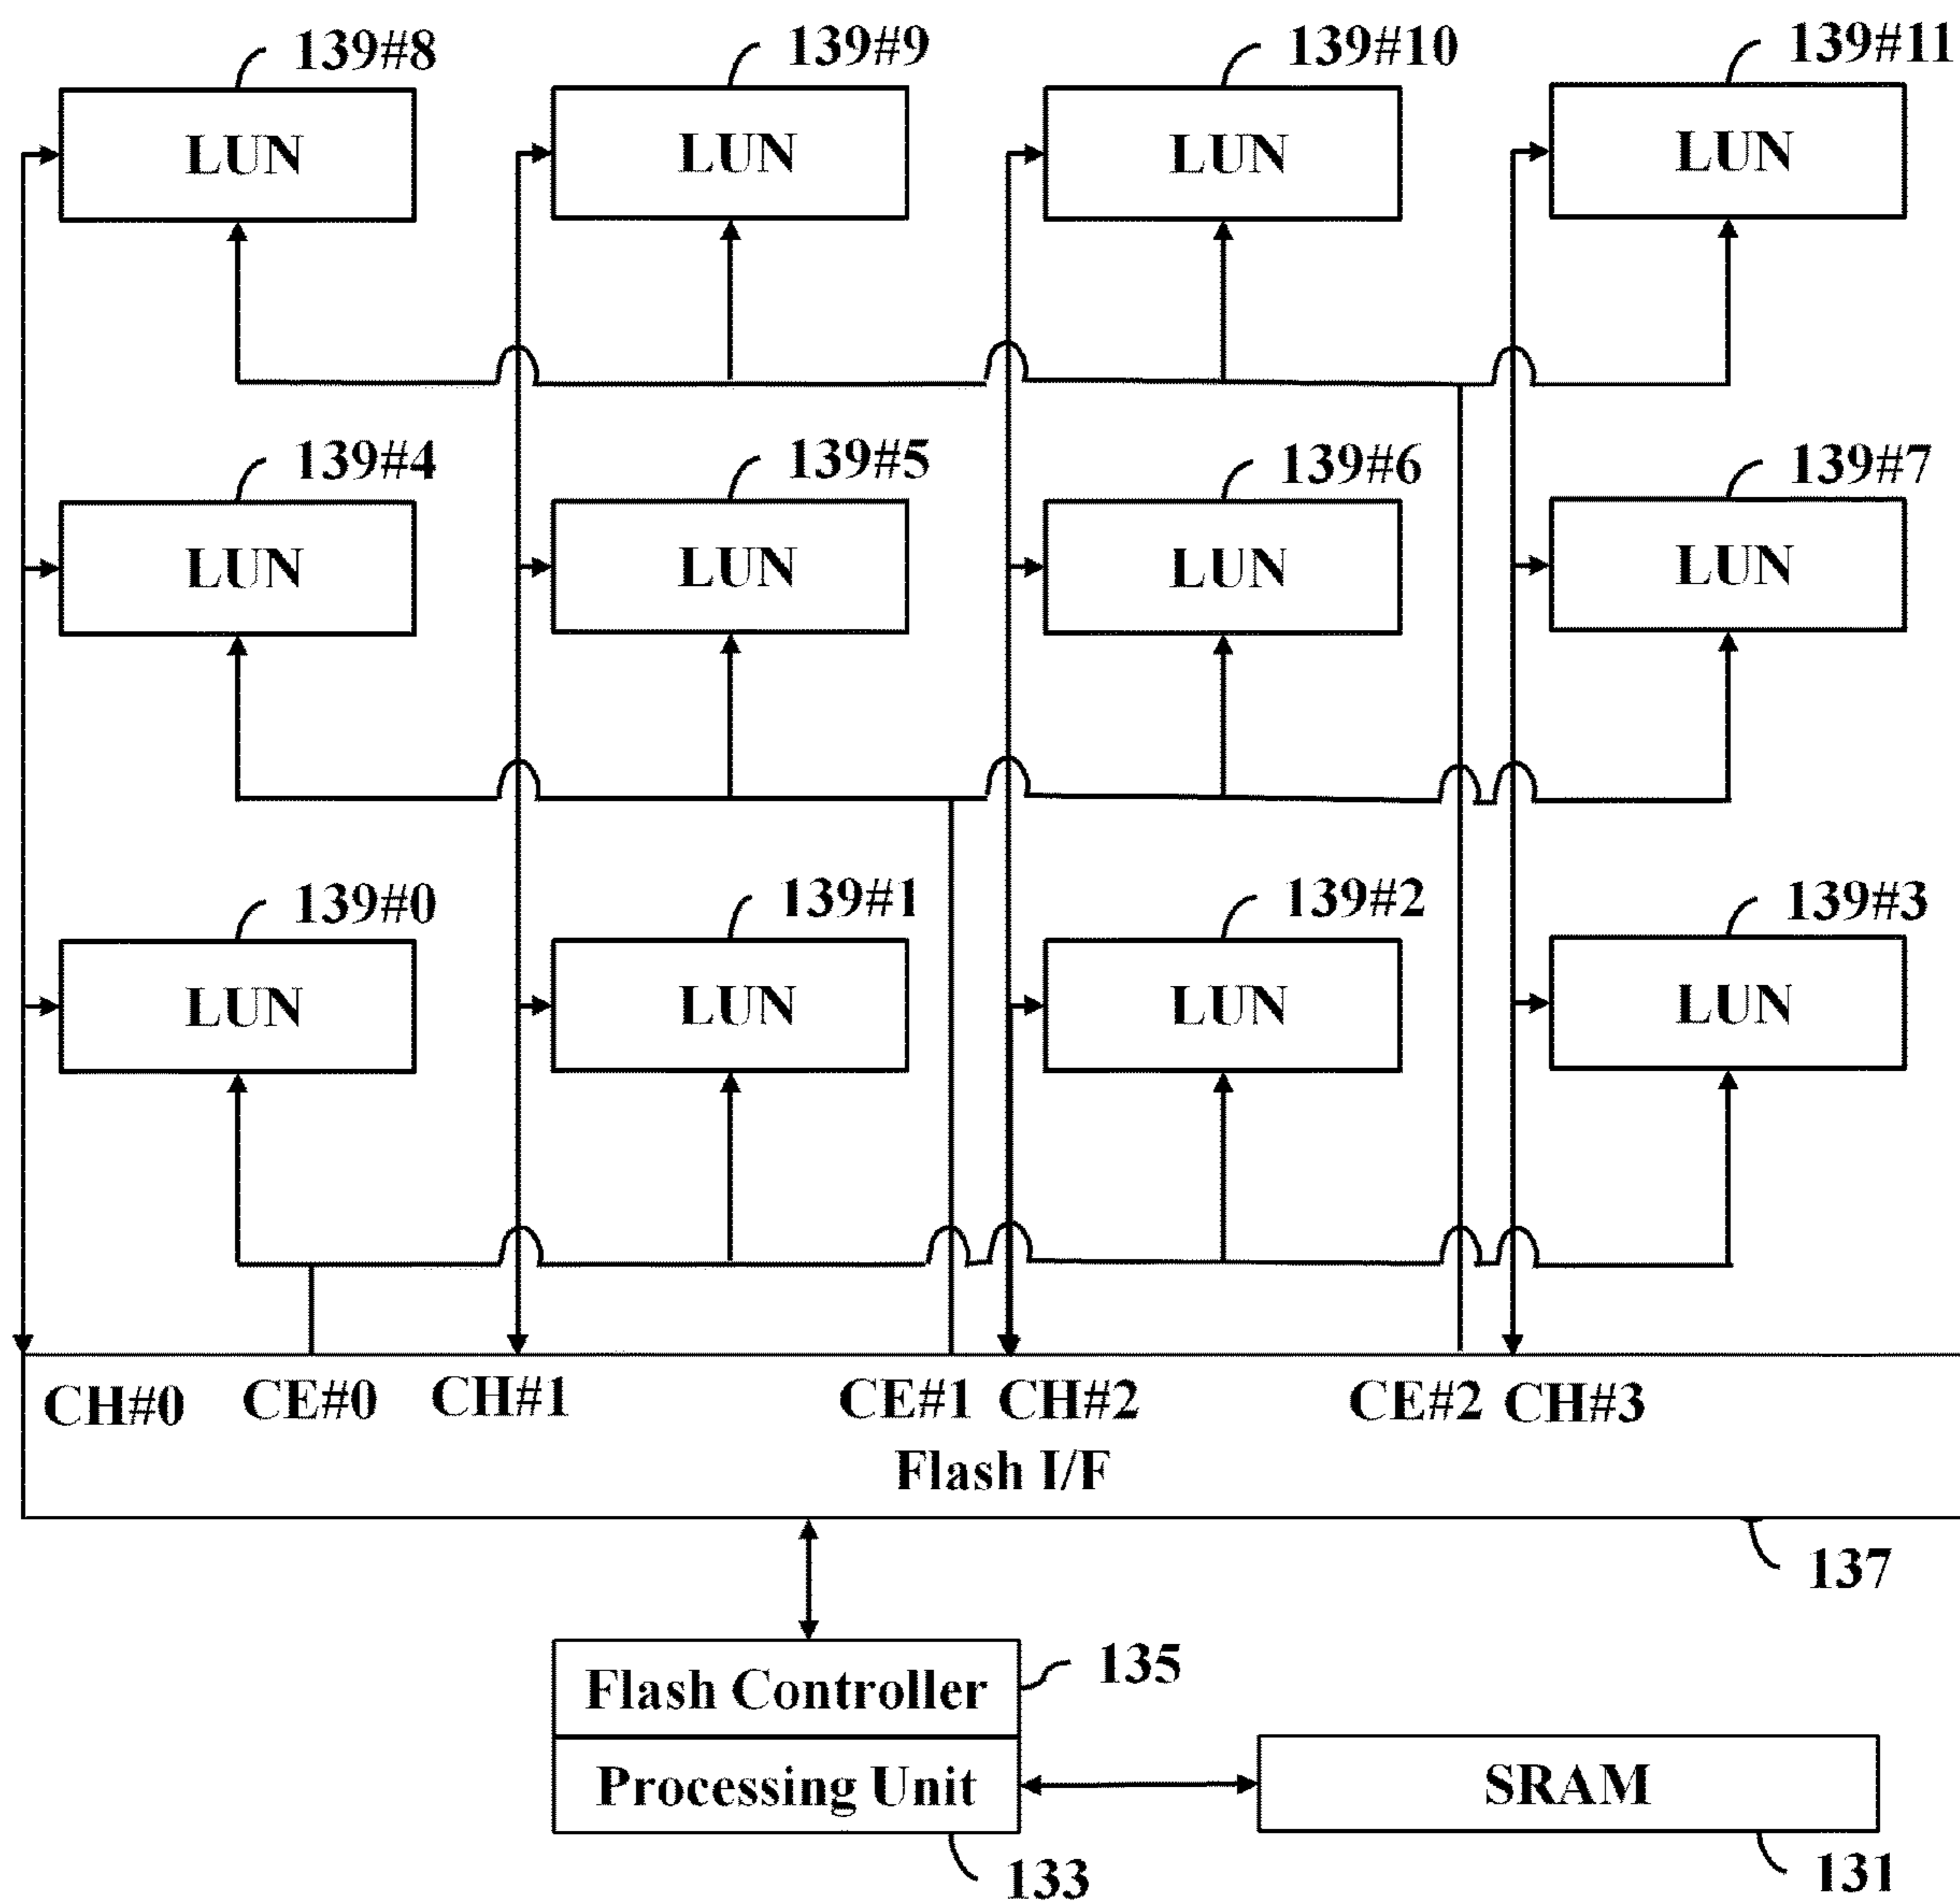 139#8 139#9 139#10 139#11
LUN LUN LUN LUN
139#4 139#5 139#6 139#7
LUN LUN LUN LUN
139#0 139#1 139#2 139#3
LUN LUN LUN LUN
CH#0 CE#0 CH#1 CE#1 CH#2 CE#2 CH#3
Flash I/F
137
Flash Controller 135
Processing Unit SRAM
133 131